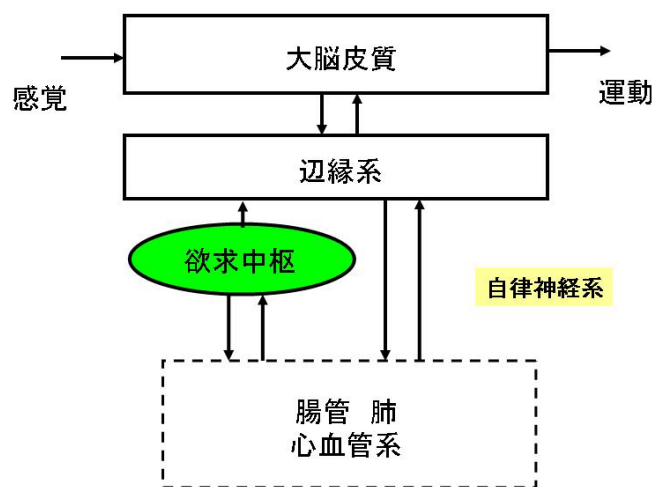 大脳皮質
感覚
運動
辺縁系
欲求中枢
自律神経系
腸管 肺
心血管系